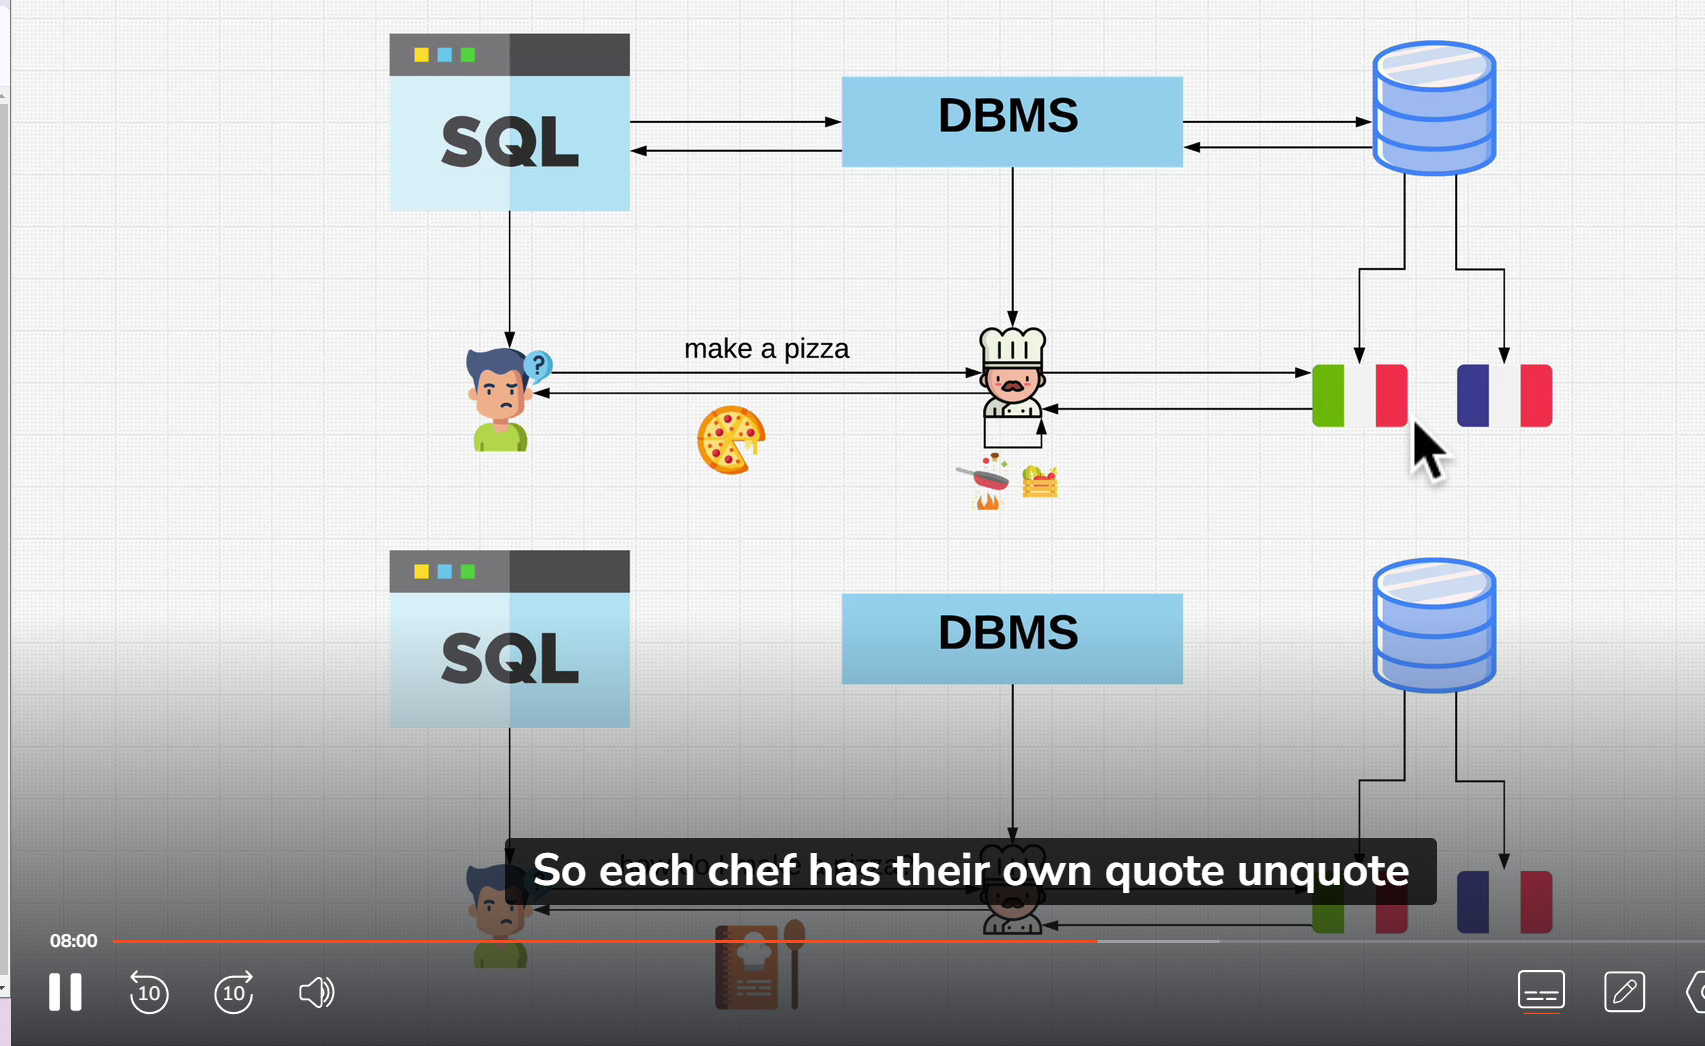 SQL
DBMS
make a pizza
?
SQL
DBMS
So each chef has their own quote unquote
08:00
10
10